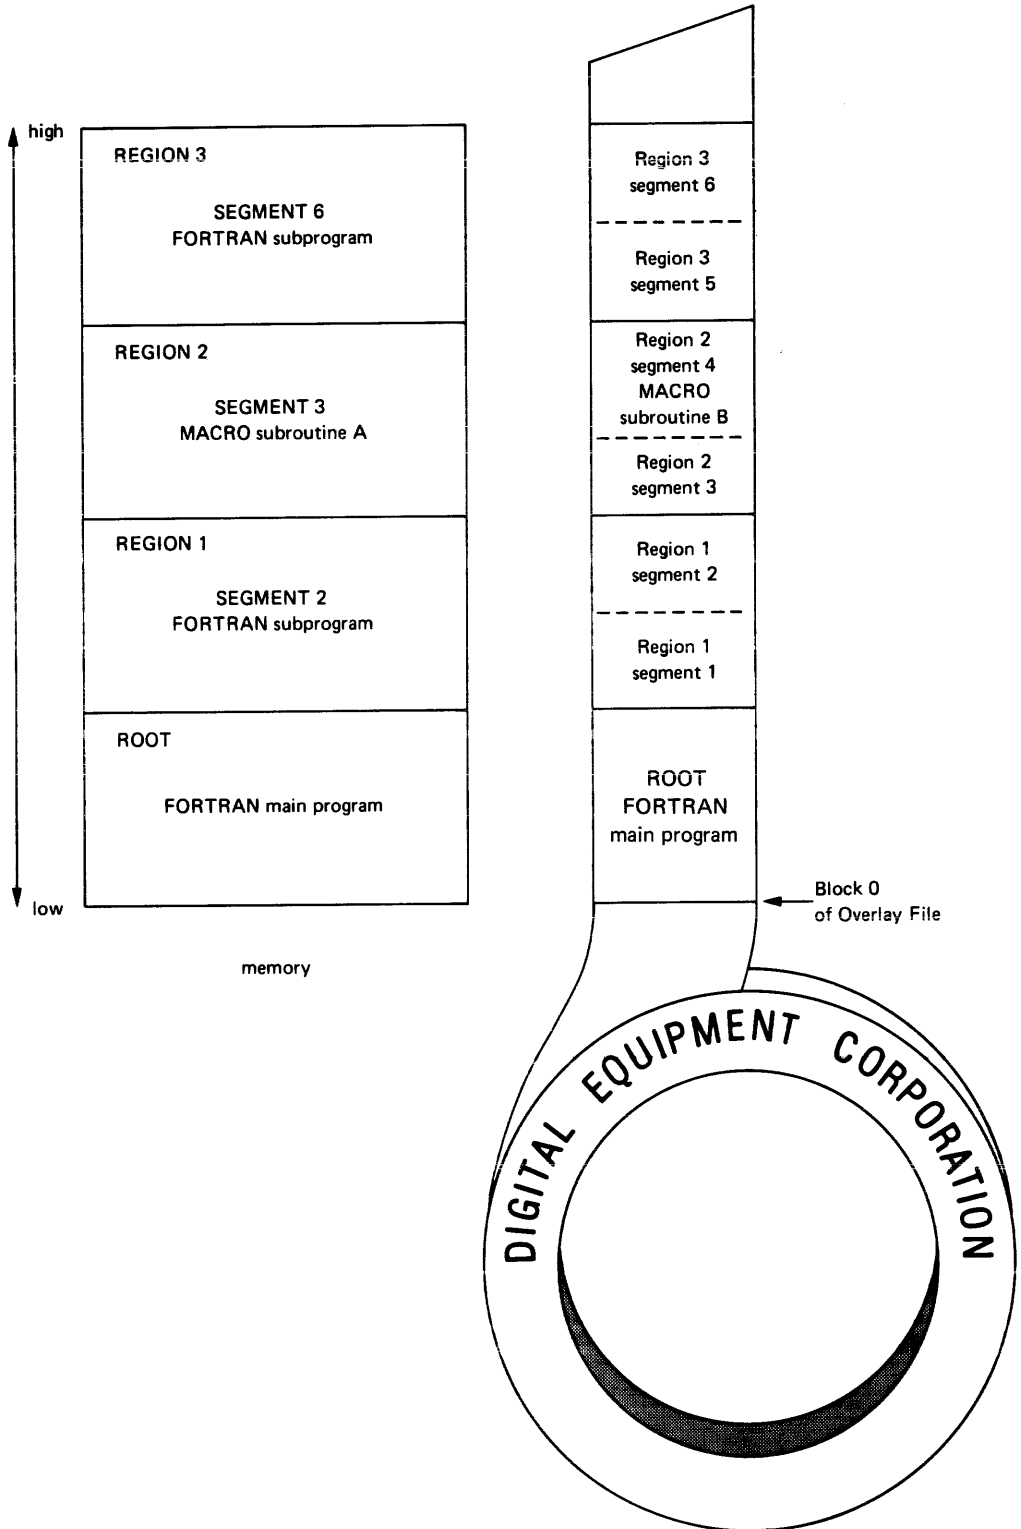 high
REGION 3
SEGMENT 6
FORTRAN subprogram
REGION 2
SEGMENT 3
MACRO subroutine A
REGION 1
SEGMENT 2
FORTRAN subprogram
ROOT
FORTRAN main program
low
memory
Region 3
segment 6
Region 3
segment 5
Region 2
segment 4
MACRO
subroutine B
Region 2
segment 3
Region 1
segment 2
Region 1
segment 1
ROOT
FORTRAN
main program
Block 0
of Overlay File
DIGITAL EQUIPMENT CORPORATION